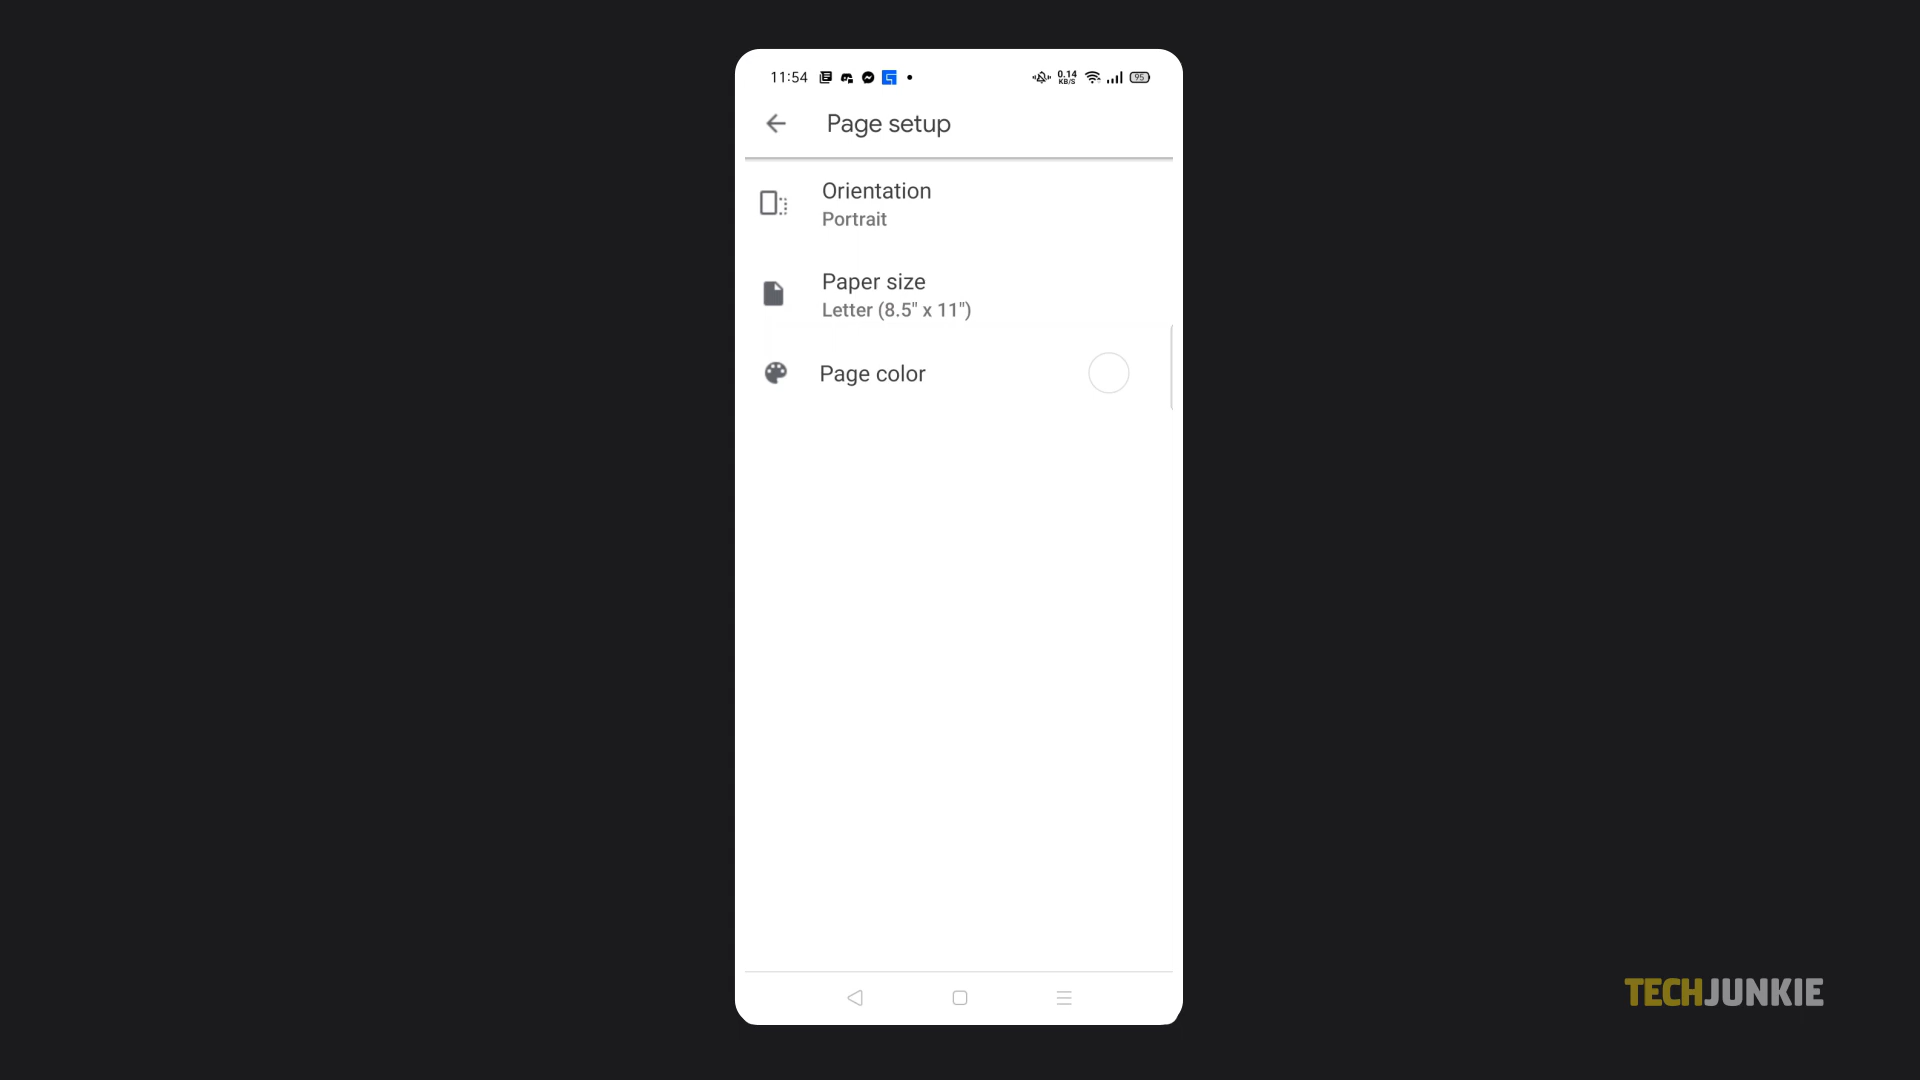 11:54 0.14 KB/S 95
Page setup
Orientation
Portrait
Paper size
Letter (8.5" x 11")
Page color
TECHJUNKIE